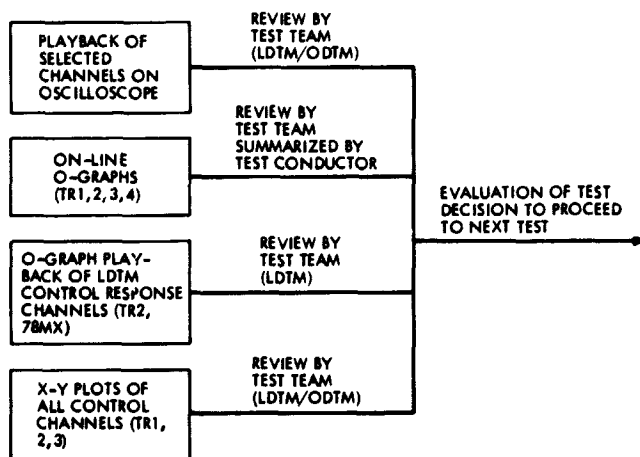 PLAYBACK OF
SELECTED
CHANNELS ON
OSCILLOSCOPE
REVIEW BY
TEST TEAM
(LDTM/ODTM)
ON-LINE
O-GRAPHS
(TR1,2,3,4)
REVIEW BY
TEST TEAM
SUMMARIZED BY
TEST CONDUCTOR
O-GRAPH PLAY-
BACK OF LDTM
CONTROL RESPONSE
CHANNELS (TR2,
78MX)
REVIEW BY
TEST TEAM
(LDTM)
X-Y PLOTS OF
ALL CONTROL
CHANNELS (TR1,
2,3)
REVIEW BY
TEST TEAM
(LDTM/ODTM)
EVALUATION OF TEST
DECISION TO PROCEED
TO NEXT TEST